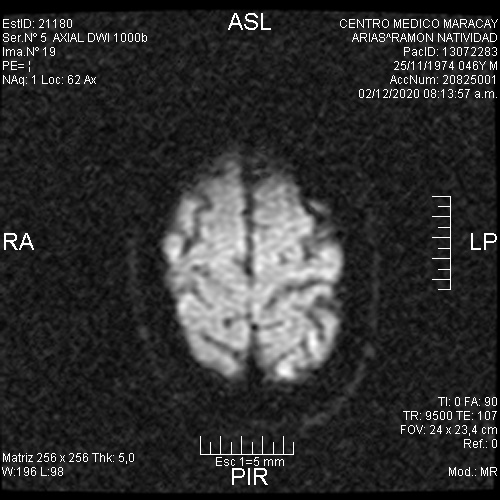 EstID: 21180
Ser.Nº 5 AXIAL DWI 1000b
Ima.Nº 19
PE= ¦
NAq: 1 Loc: 62 Ax
ASL
CENTRO MEDICO MARACAY
ARIAS^RAMON NATIVIDAD
PacID: 13072283
25/11/1974 046Y M
AccNum: 20825001
02/12/2020 08:13:57 a.m.
RA
LP
TI: 0 FA: 90
TR: 9500 TE: 107
FOV: 24 x 23,4 cm
Ref.: 0
Mod.: MR
Matriz 256 x 256 Thk: 5,0
W:196 L:98
Esc 1=5 mm
PIR